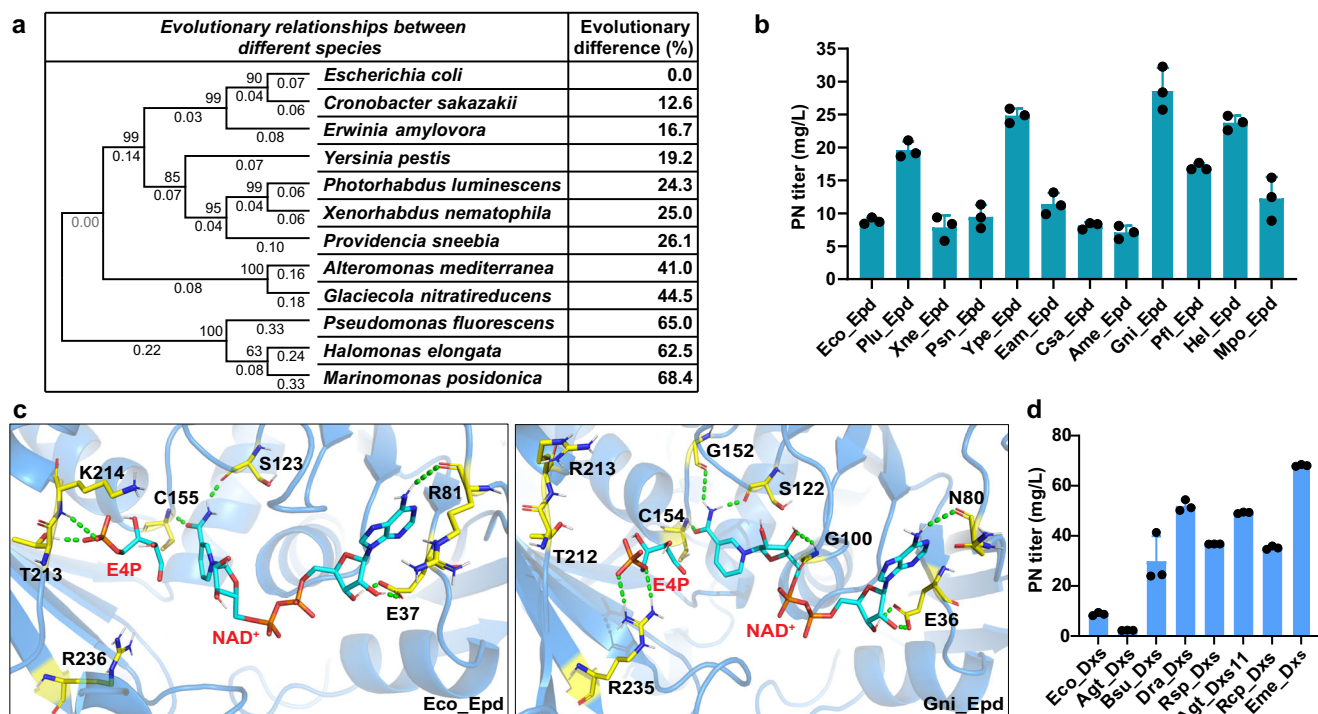 a
Evolutionary relationships between
different species
Evolutionary
difference (%)
Escherichia coli
0.0
Cronobacter sakazakii
12.6
Erwinia amylovora
16.7
Yersinia pestis
19.2
Photorhabdus luminescens
24.3
Xenorhabdus nematophila
25.0
Providencia sneebia
26.1
Alteromonas mediterranea
41.0
Glaciecola nitratireducens
44.5
Pseudomonas fluorescens
65.0
Halomonas elongata
62.5
Marinomonas posidonica
68.4
90
0.07
99
0.04
0.06
99
0.03
0.08
0.14
85
0.07
0.07
99
0.06
95
0.04
0.06
0.04
0.10
0.00
100
0.16
0.08
0.18
100
0.33
0.22
63
0.24
0.08
0.33
b
PN titer (mg/L)
35
30
25
20
15
10
5
0
Eco_Epd
Plu_Epd
Xne_Epd
Psn_Epd
Ype_Epd
Eam_Epd
Csa_Epd
Ame_Epd
Gni_Epd
Pfl_Epd
Hel_Epd
Mpo_Epd
c
K214
S123
C155
R81
E4P
T213
E37
NAD+
R236
Eco_Epd
G152
R213
S122
N80
C154
G100
T212
E4P
NAD+
E36
R235
Gni_Epd
d
PN titer (mg/L)
80
60
40
20
0
Eco_Dxs
Agt_Dxs
Bsu_Dxs
Dra_Dxs
Rsp_Dxs
Agt_Dxs11
Rcp_Dxs
Eme_Dxs